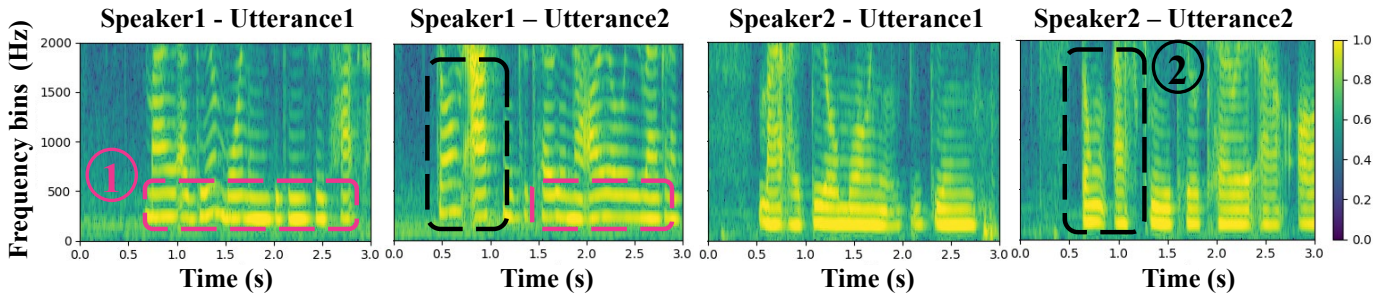 Speaker1 - Utterance1
Speaker1 – Utterance2
Speaker2 - Utterance1
Speaker2 – Utterance2
Frequency bins (Hz)
2000
1500
1000
500
0
1
2
1.0
0.8
0.6
0.4
0.2
0.0
0.0 0.5 1.0 1.5 2.0 2.5 3.0
0.0 0.5 1.0 1.5 2.0 2.5 3.0
0.0 0.5 1.0 1.5 2.0 2.5 3.0
0.0 0.5 1.0 1.5 2.0 2.5 3.0
Time (s)
Time (s)
Time (s)
Time (s)